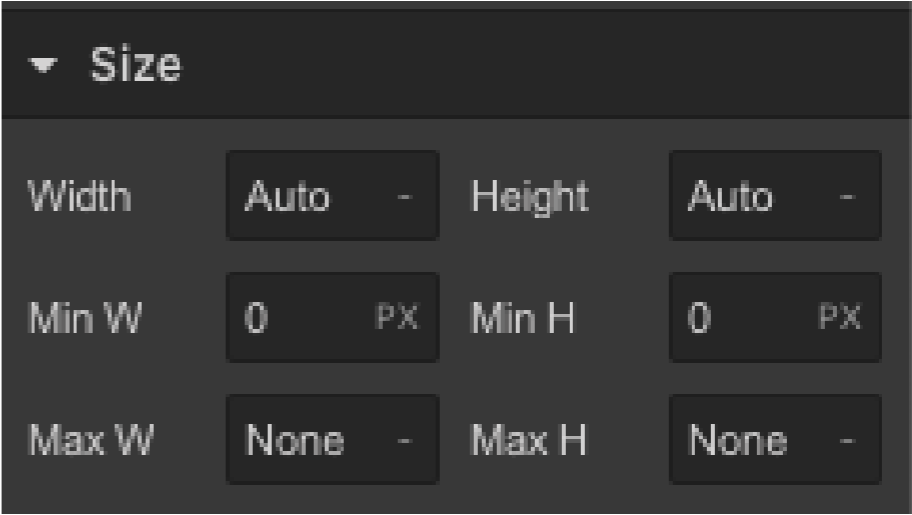 Size
Width Auto - Height Auto -
Min W 0 PX Min H 0 PX
Max W None - Max H None -